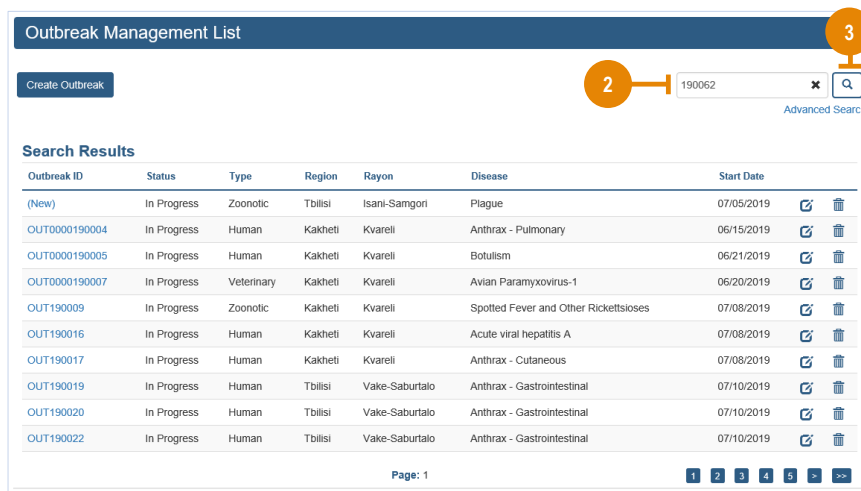 Outbreak Management List
3
Create Outbreak
2
190062
Advanced Searc
Search Results
Outbreak ID Status Type Region Rayon Disease Start Date
(New) In Progress Zoonotic Tbilisi Isani-Samgori Plague 07/05/2019
OUT0000190004 In Progress Human Kakheti Kvareli Anthrax - Pulmonary 06/15/2019
OUT0000190005 In Progress Human Kakheti Kvareli Botulism 06/21/2019
OUT0000190007 In Progress Veterinary Kakheti Kvareli Avian Paramyxovirus-1 06/20/2019
OUT190009 In Progress Zoonotic Kakheti Kvareli Spotted Fever and Other Rickettsioses 07/08/2019
OUT190016 In Progress Human Kakheti Kvareli Acute viral hepatitis A 07/08/2019
OUT190017 In Progress Human Kakheti Kvareli Anthrax - Cutaneous 07/08/2019
OUT190019 In Progress Human Tbilisi Vake-Saburtalo Anthrax - Gastrointestinal 07/10/2019
OUT190020 In Progress Human Tbilisi Vake-Saburtalo Anthrax - Gastrointestinal 07/10/2019
OUT190022 In Progress Human Tbilisi Vake-Saburtalo Anthrax - Gastrointestinal 07/10/2019
Page: 1 1 2 3 4 5 > >>